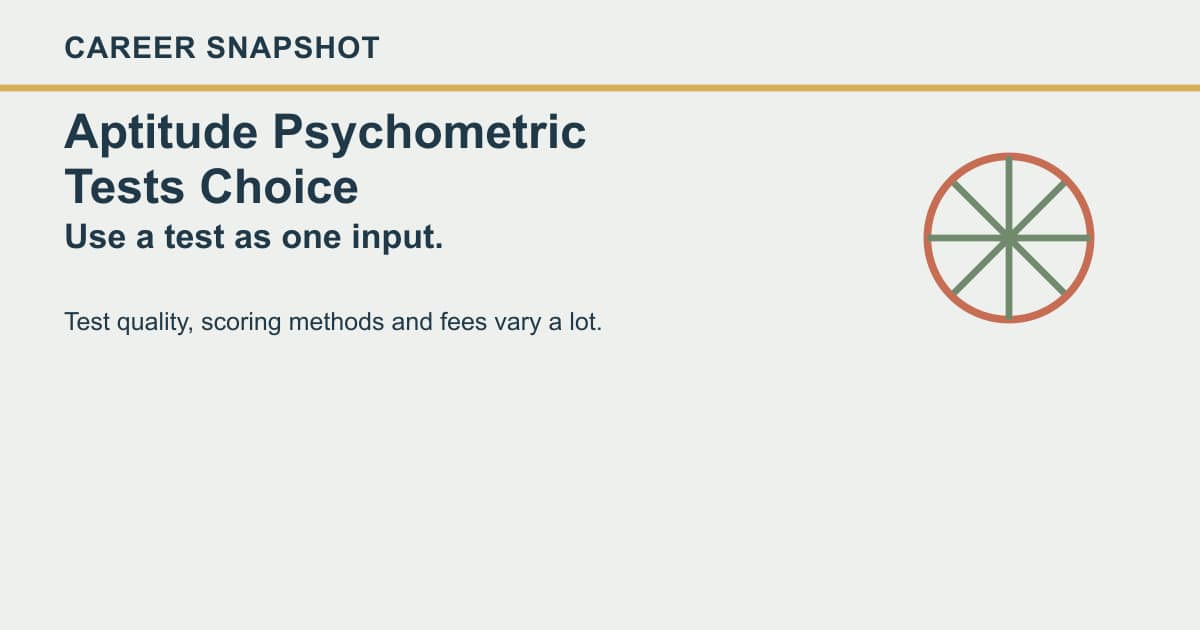 CAREER SNAPSHOT
Aptitude Psychometric
Tests Choice
Use a test as one input.
Test quality, scoring methods and fees vary a lot.